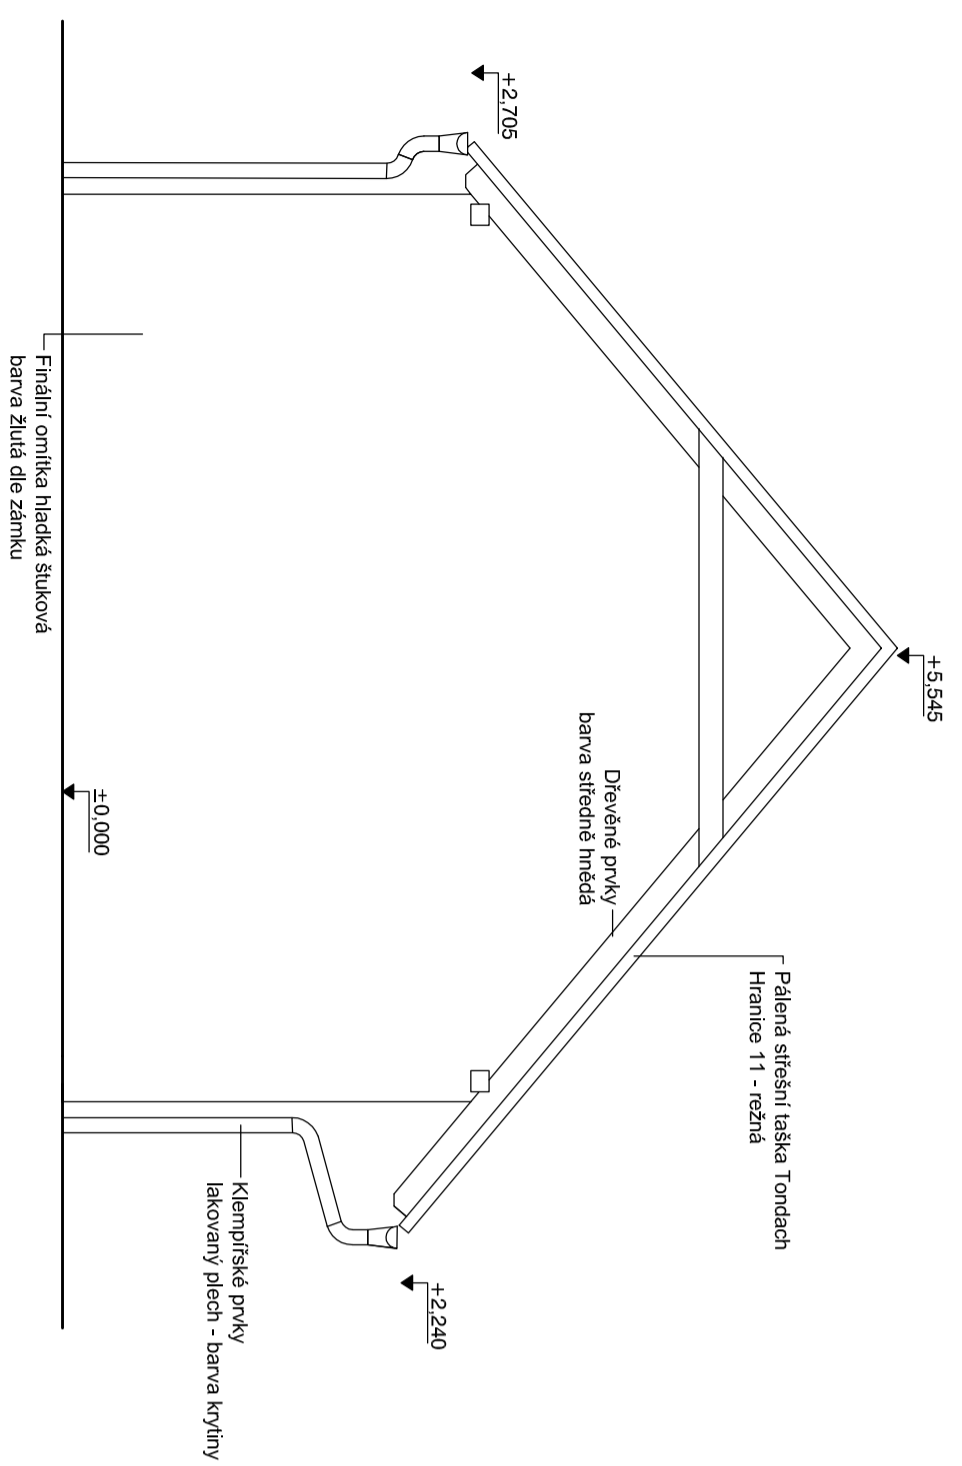 +5,545
+2,705
Pálená střešní taška Tondach
Hranice 11 - režná
Dřevěné prvky
barva středně hnědá
+2,240
Klempířské prvky
lakovaný plech - barva krytiny
±0,000
Finální omítka hladká štuková
barva žlutá dle zámku